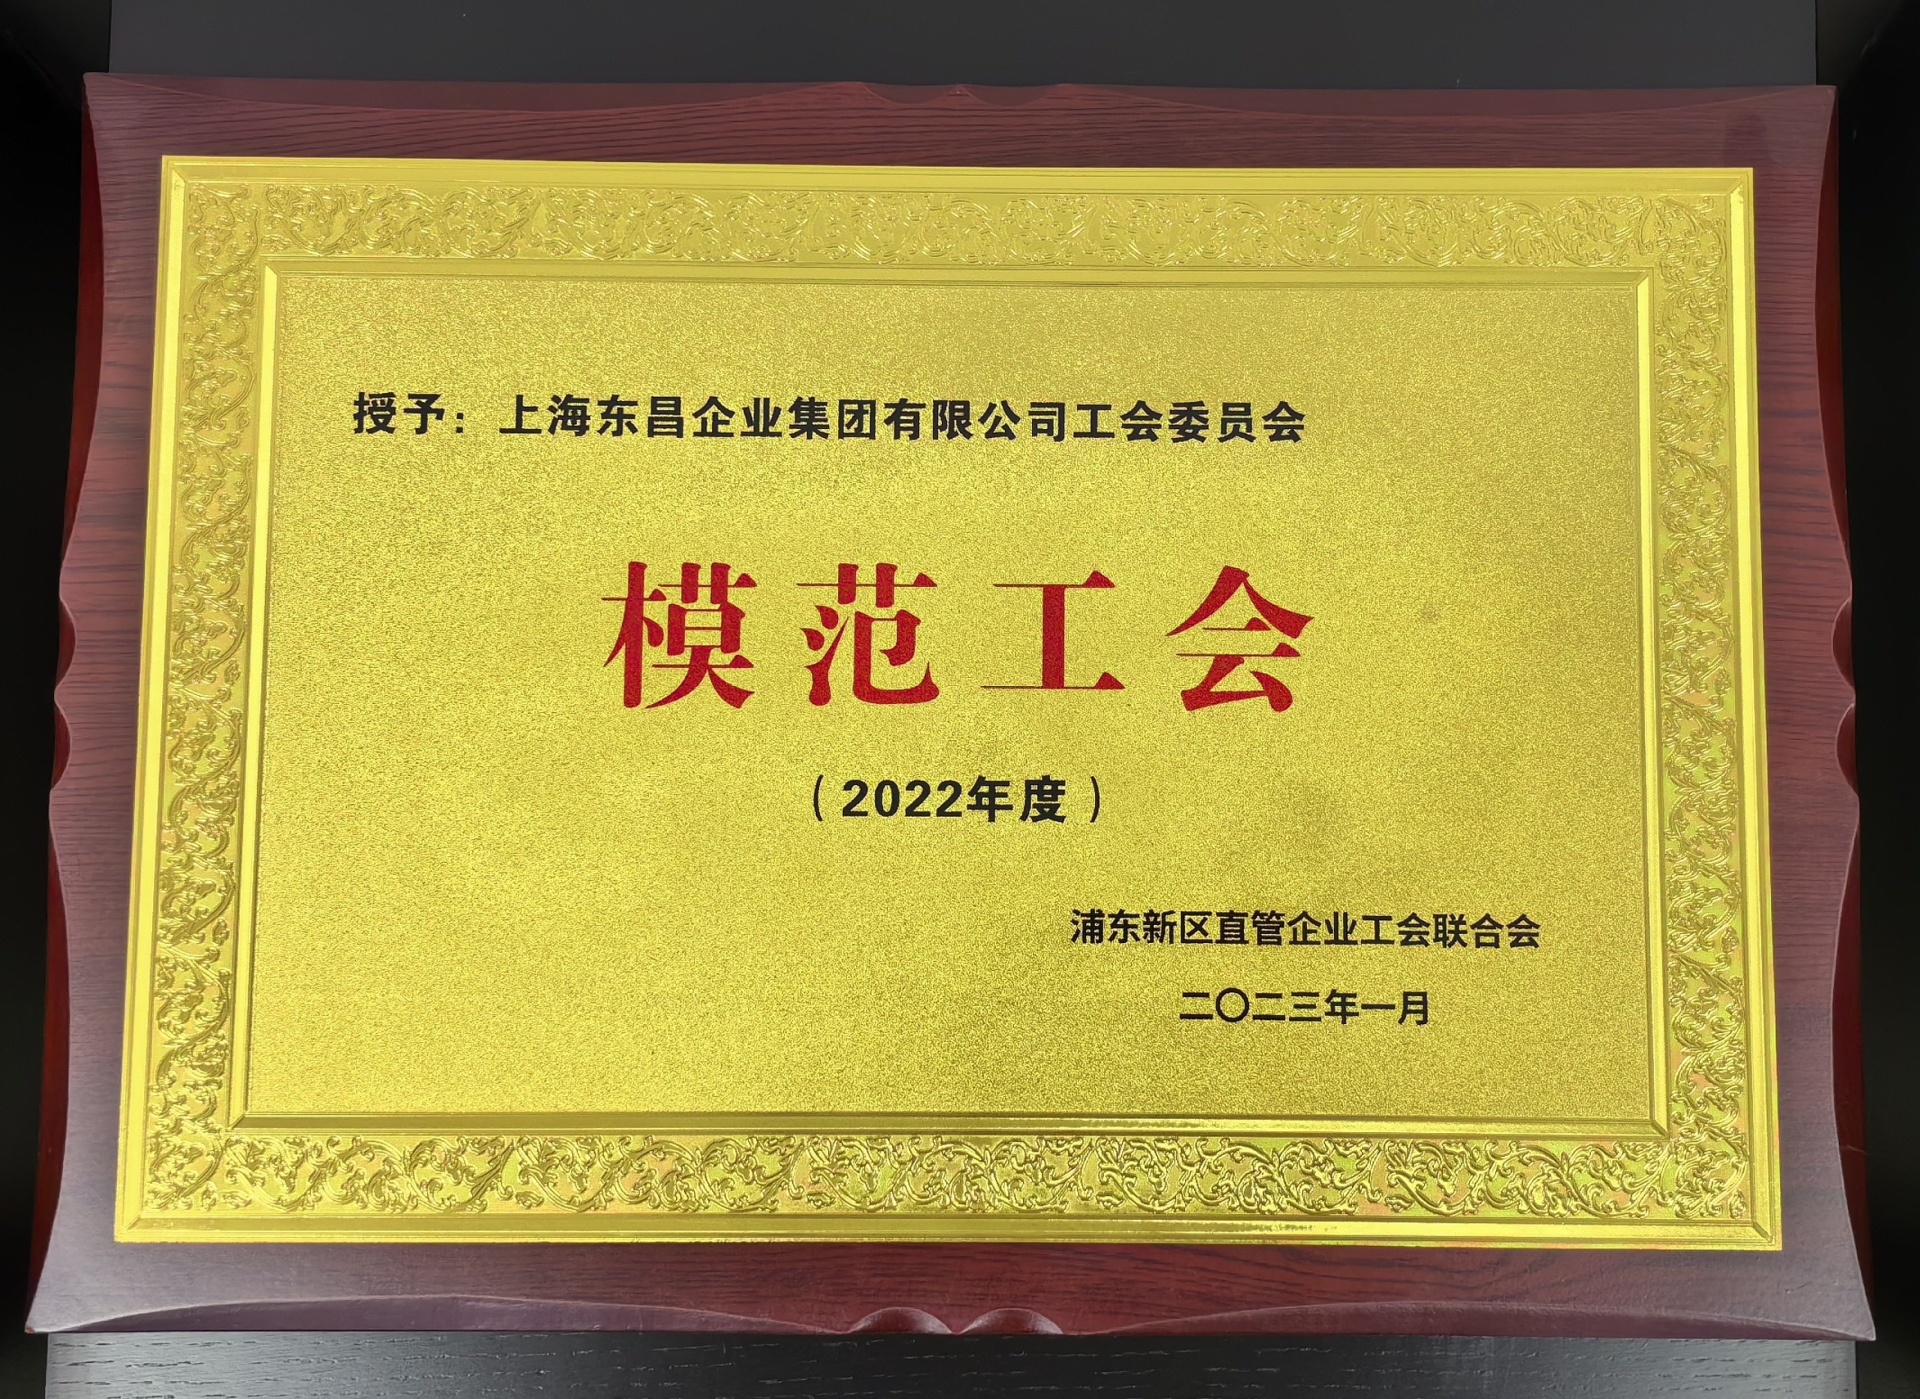 授予：上海东昌企业集团有限公司工会委员会
模范工会
（2022年度）
浦东新区直管企业工会联合会
二〇二三年一月